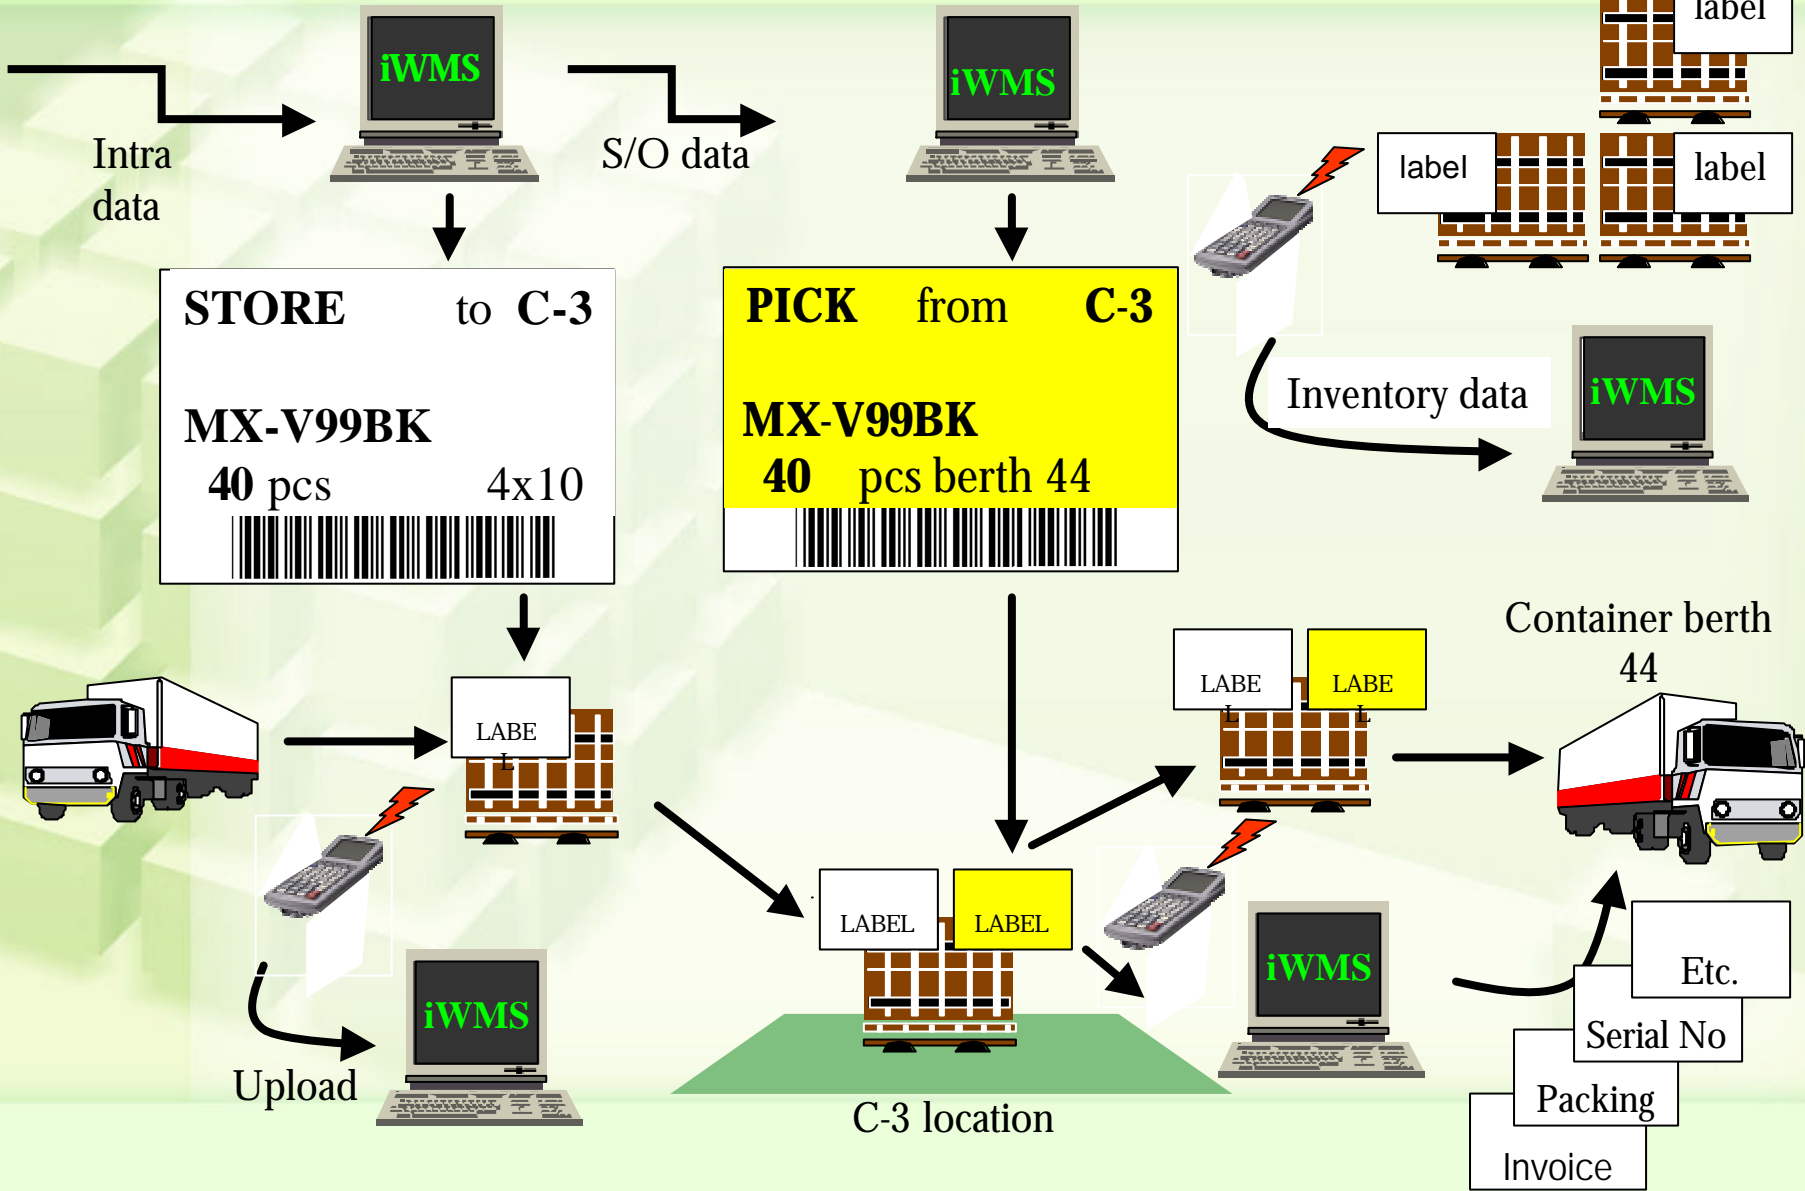 label
iWMS
iWMS
Intra
data
S/O data
label
label
STORE to C-3
MX-V99BK
40 pcs 4x10
PICK from C-3
MX-V99BK
40 pcs berth 44
Inventory data
iWMS
Container berth
44
LABE
L
LABE
L
LABE
L
LABEL
LABEL
iWMS
iWMS
Upload
C-3 location
Etc.
Serial No
Packing
Invoice